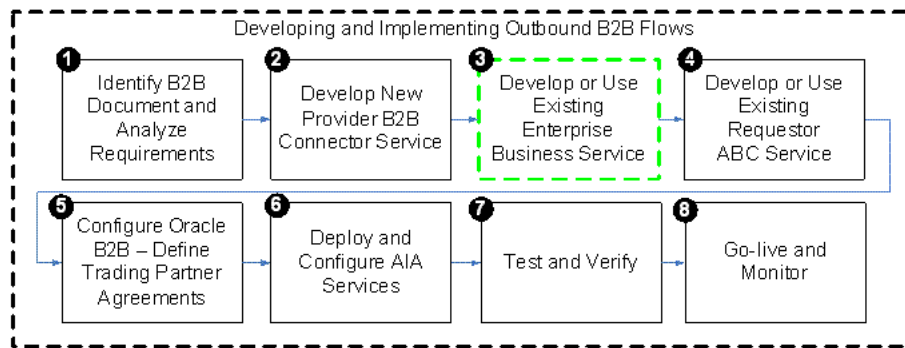 Developing and Implementing Outbound B2B Flows
1
Identify B2B
Document and
Analyze
Requirements
2
Develop New
Provider B2B
Connector Service
3
Develop or Use
Existing
Enterprise
Business Service
4
Develop or Use
Existing
Requestor
ABC Service
5
Configure Oracle
B2B – Define
Trading Partner
Agreements
6
Deploy and
Configure AIA
Services
7
Test and Verify
8
Go-live and
Monitor